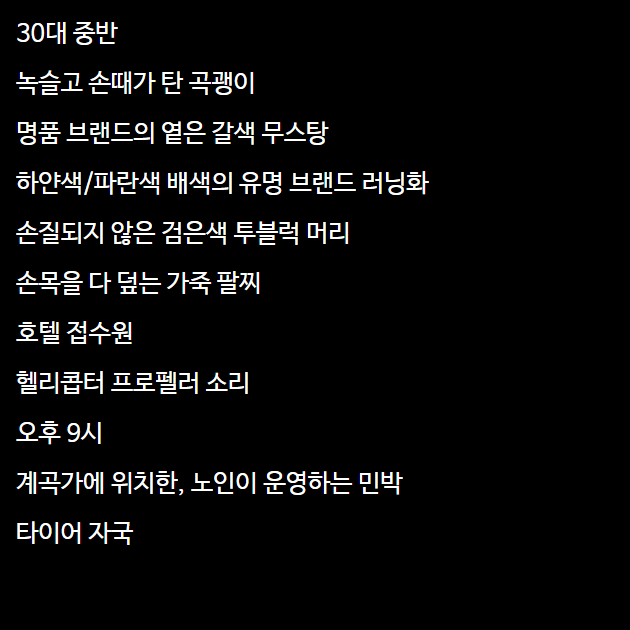 30대 중반
녹슬고 손때가 탄 곡괭이
명품 브랜드의 옅은 갈색 무스탕
하얀색/파란색 배색의 유명 브랜드 러닝화
손질되지 않은 검은색 투블럭 머리
손목을 다 덮는 가죽 팔찌
호텔 접수원
헬리콥터 프로펠러 소리
오후 9시
계곡가에 위치한, 노인이 운영하는 민박
타이어 자국